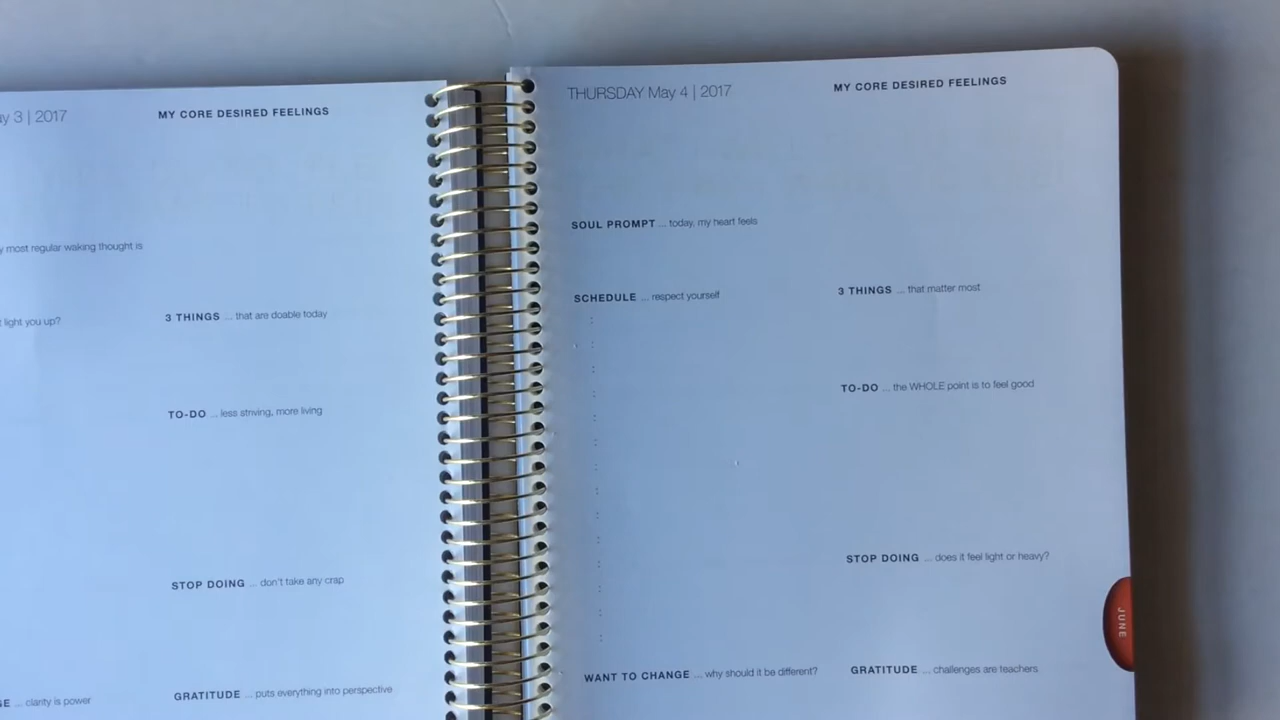 3 | 2017
MY CORE DESIRED FEELINGS
most regular waking thought is
light you up?
3 THINGS ... that are doable today
TO-DO ... less striving, more living
STOP DOING ... don't take any crap
... clarity is power
GRATITUDE ... puts everything into perspective
THURSDAY May 4 | 2017
MY CORE DESIRED FEELINGS
SOUL PROMPT ... today, my heart feels
SCHEDULE ... respect yourself
3 THINGS ... that matter most
TO-DO ... the WHOLE point is to feel good
STOP DOING ... does it feel light or heavy?
WANT TO CHANGE ... why should it be different?
GRATITUDE ... challenges are teachers
JUNE